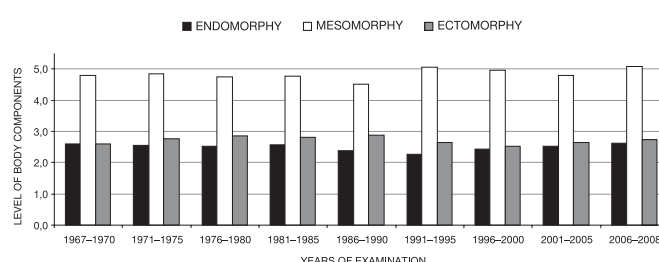 ENDOMORPHY MESOMORPHY ECTOMORPHY
LEVEL OF BODY COMPONENTS
5,0
4,0
3,0
2,0
1,0
0,0
1967–1970 1971–1975 1976–1980 1981–1985 1986–1990 1991–1995 1996–2000 2001–2005 2006–2008
YEARS OF EXAMINATION